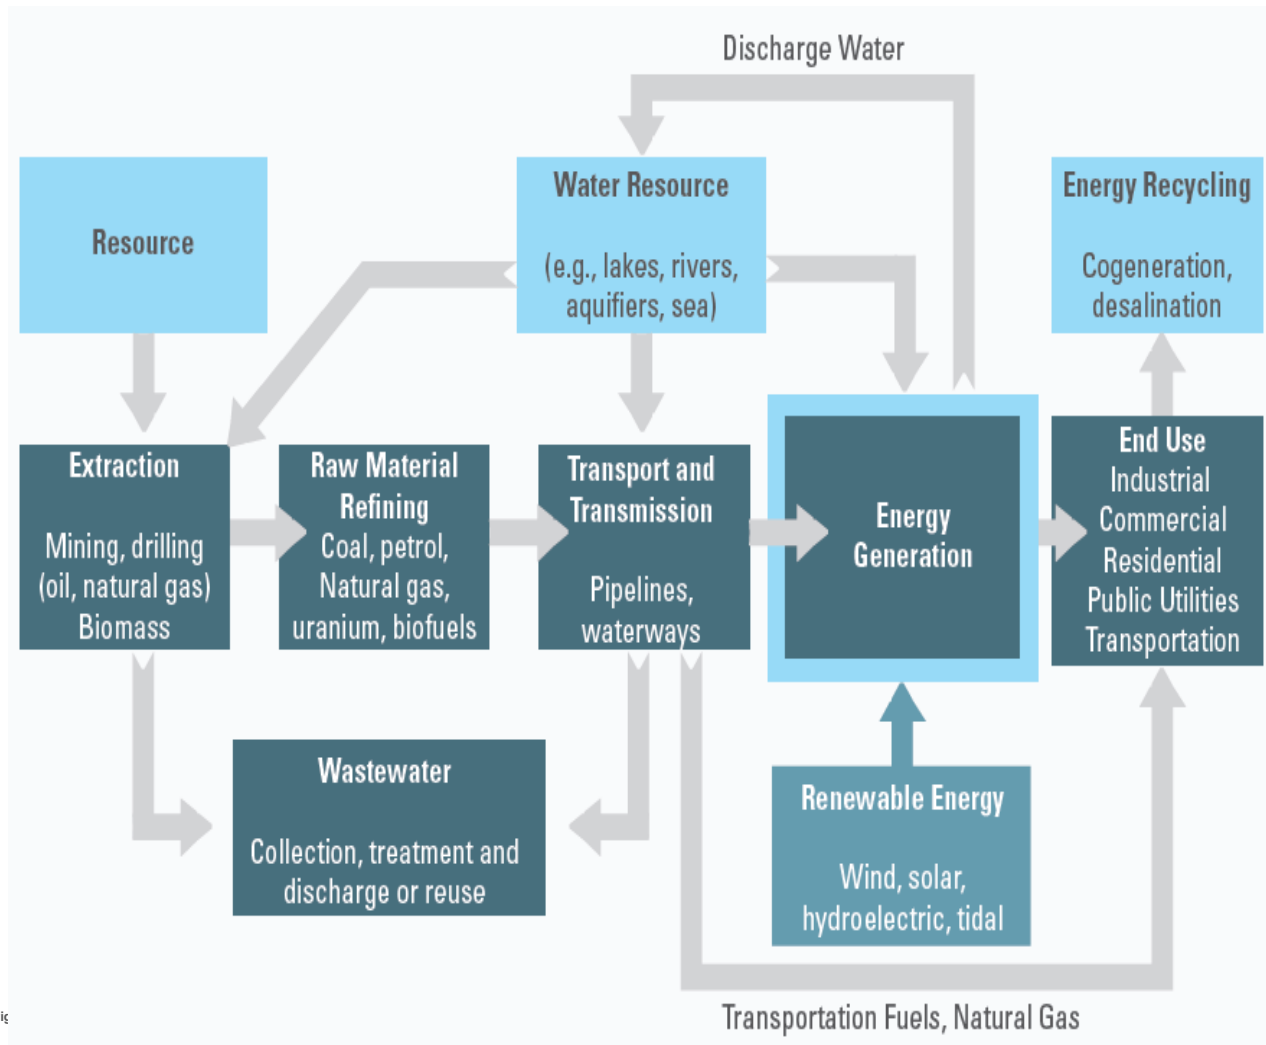 Discharge Water
Resource
Water Resource
(e.g., lakes, rivers,
aquifiers, sea)
Energy Recycling
Cogeneration,
desalination
Extraction
Mining, drilling
(oil, natural gas)
Biomass
Raw Material
Refining
Coal, petrol,
Natural gas,
uranium, biofuels
Transport and
Transmission
Pipelines,
waterways
Energy
Generation
End Use
Industrial
Commercial
Residential
Public Utilities
Transportation
Wastewater
Collection, treatment and
discharge or reuse
Renewable Energy
Wind, solar,
hydroelectric, tidal
Transportation Fuels, Natural Gas